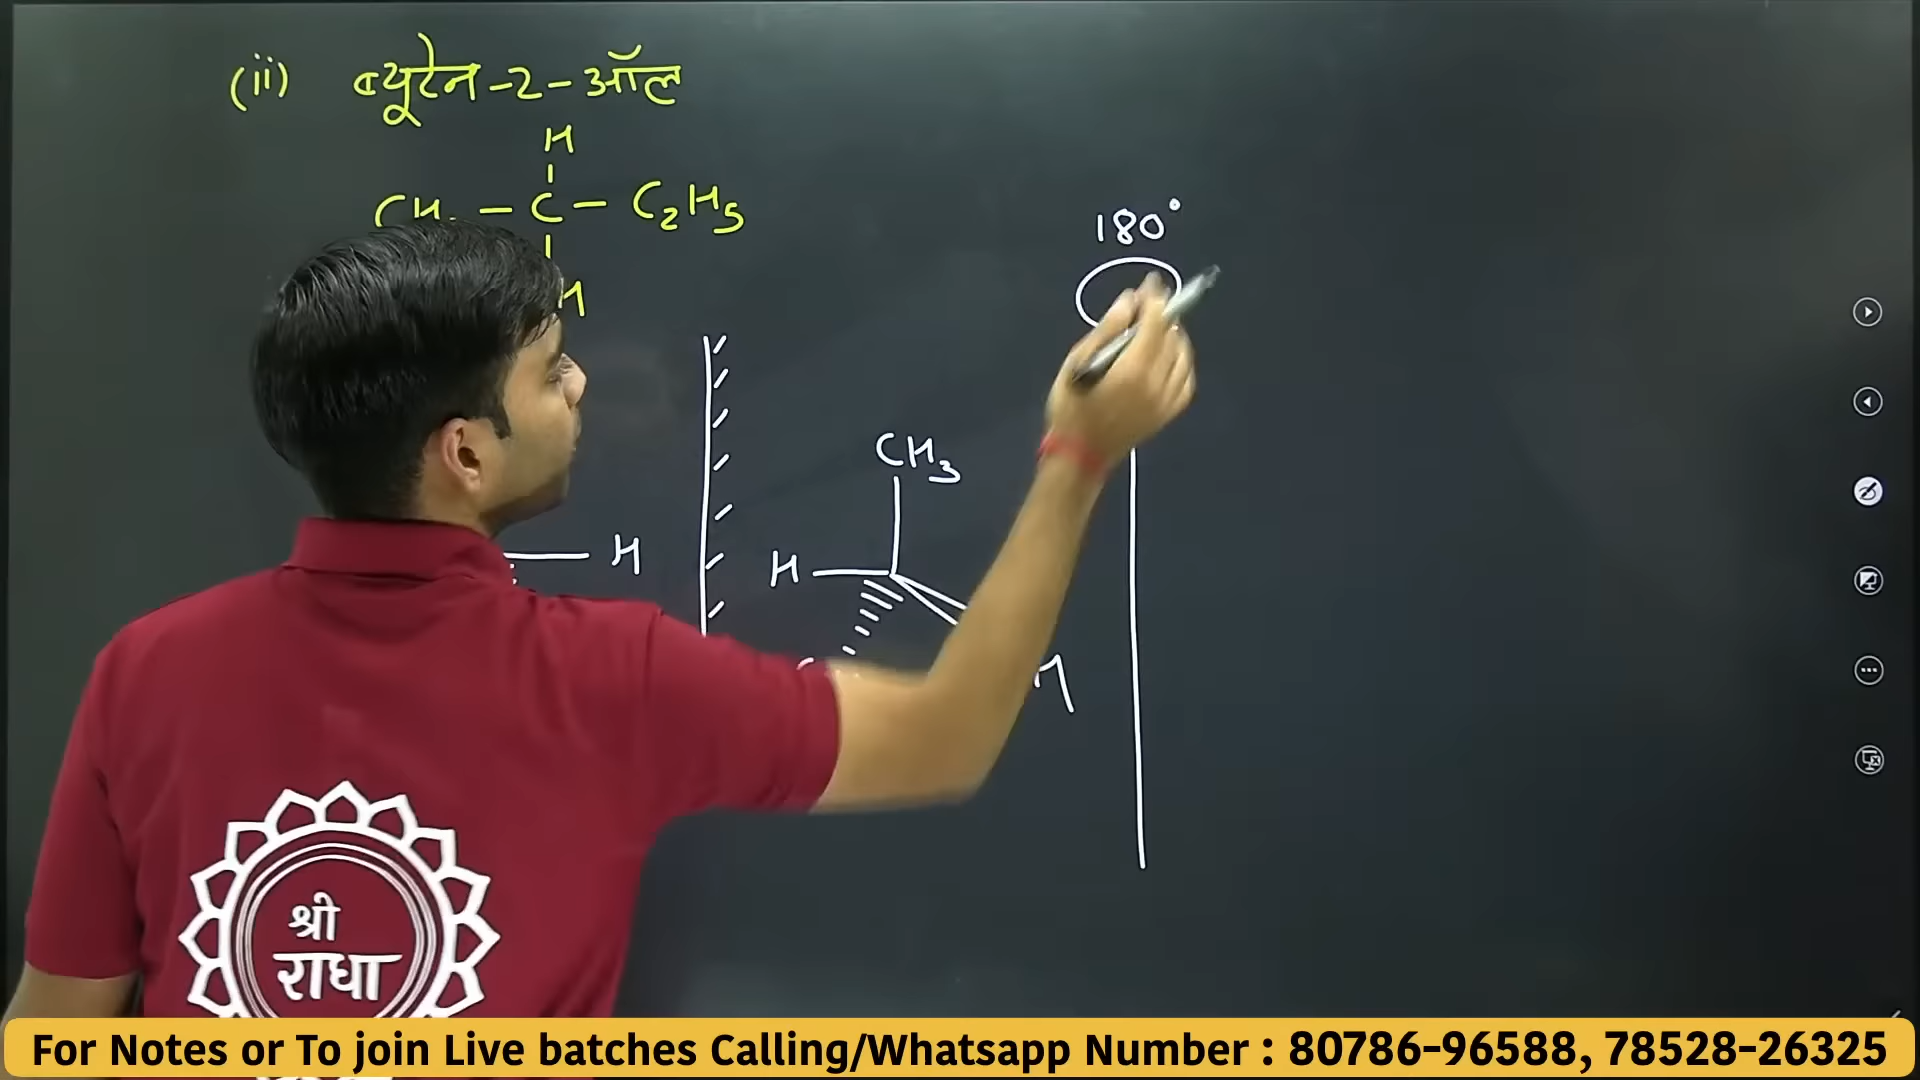 (ii) ब्यूटेन-2-ऑल
H
– C – C2H5
180°
CH3
H
H
श्री
राधा
For Notes or To join Live batches Calling/Whatsapp Number : 80786-96588, 78528-26325